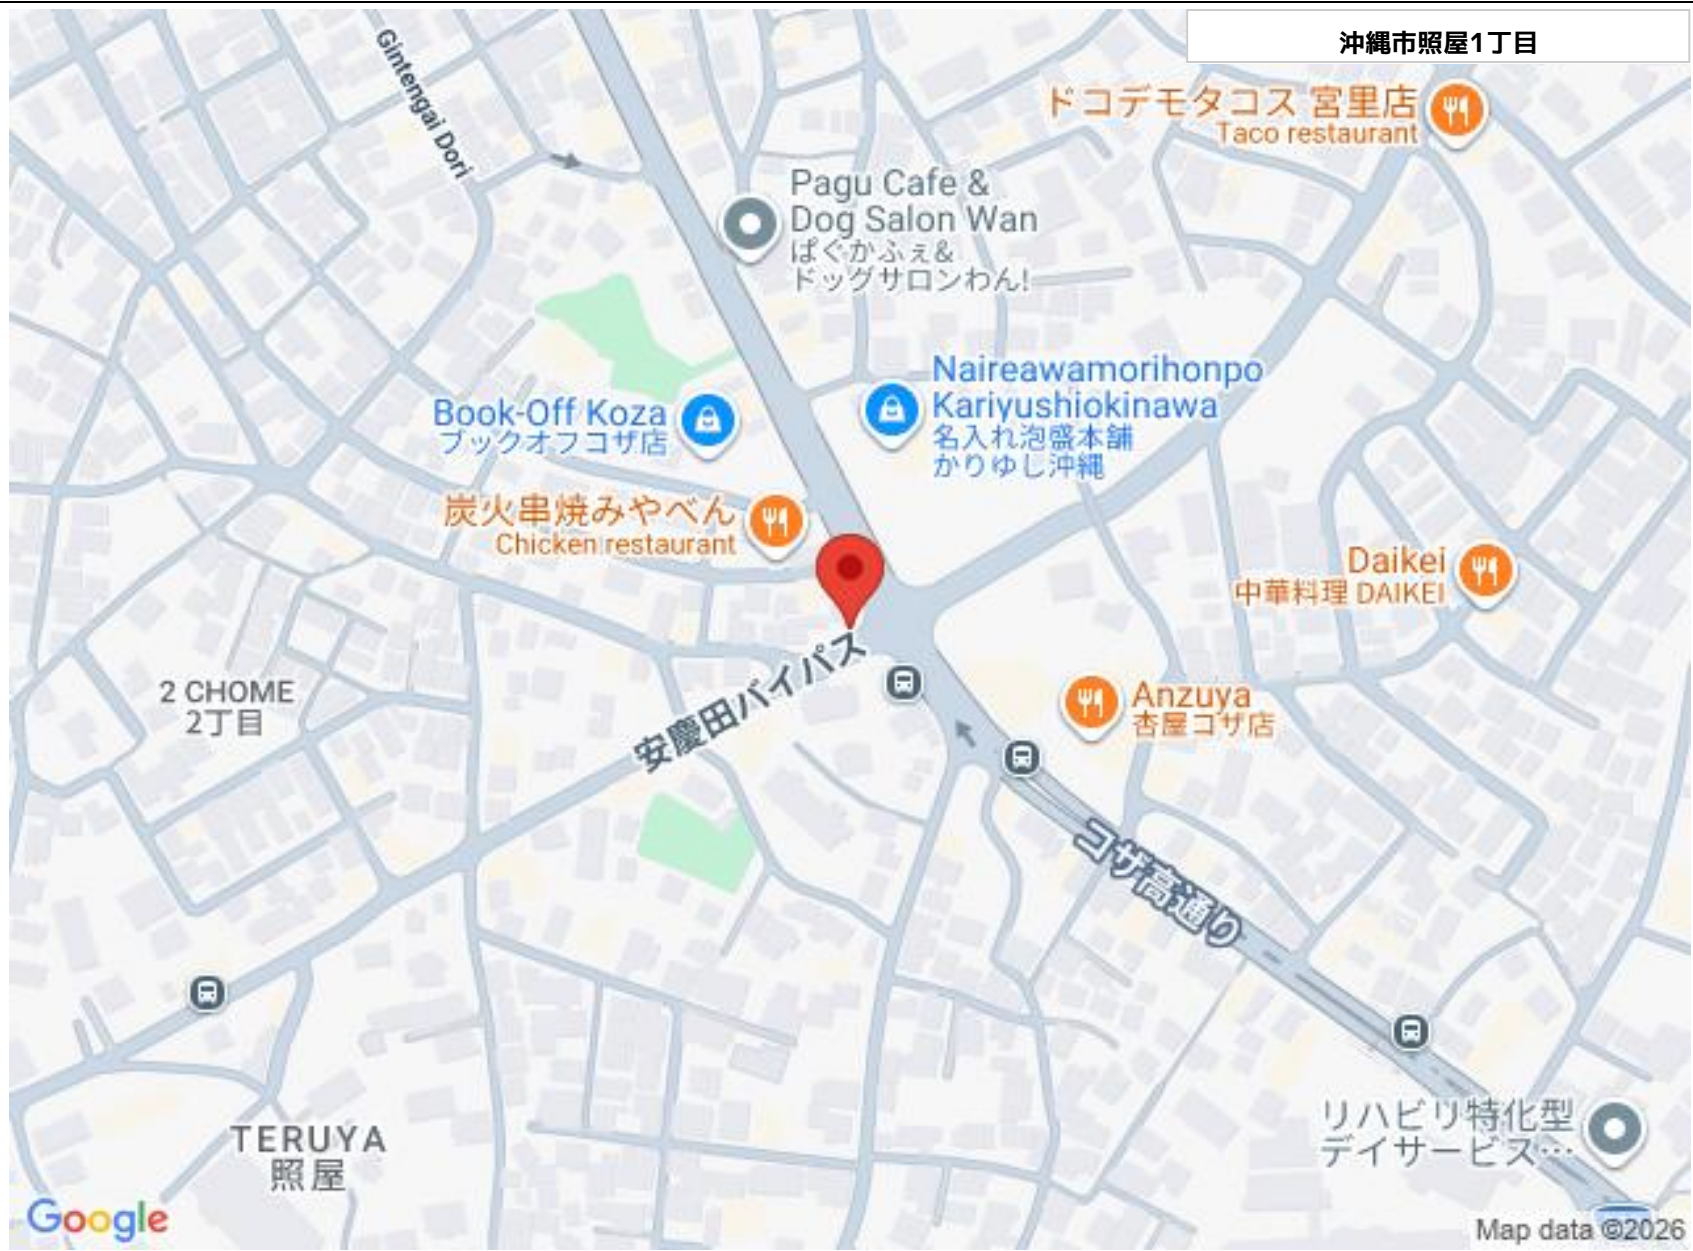 沖縄市照屋1丁目
Gintengai Dori
ドコデモタコス 宮里店
Taco restaurant
Pagu Cafe &
Dog Salon Wan
ぱぐかふぇ&
ドッグサロンわん!
Naireawamorihonpo
Kariyushiokinawa
名入れ泡盛本舗
かりゆし沖縄
Book-Off Koza
ブックオフコザ店
炭火串焼みやべん
Chicken restaurant
Daikei
中華料理 DAIKEI
安慶田バイパス
2 CHOME
2丁目
Anzuya
杏屋コザ店
コザ高通り
リハビリ特化型
デイサービス…
TERUYA
照屋
Google
Map data ©2026